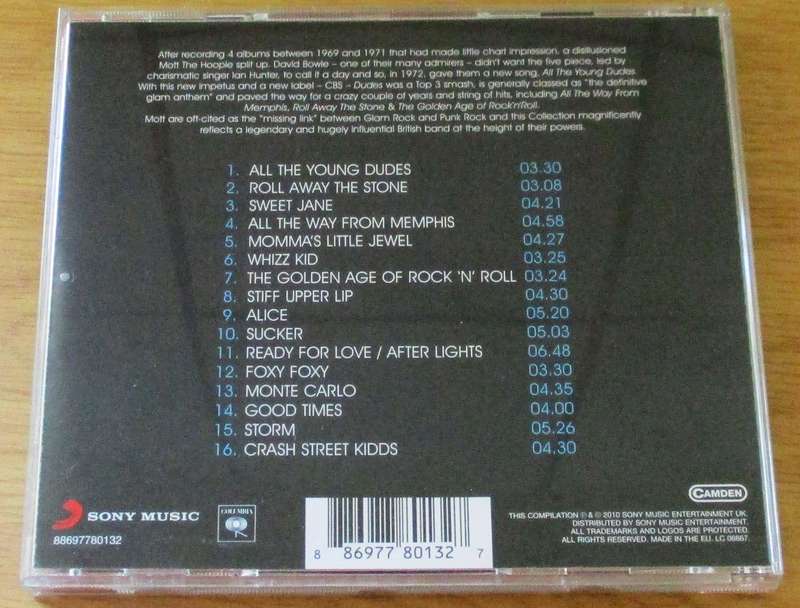 After recording 4 albums between 1969 and 1971 that had made little chart impression, a disillusioned
Mott The Hoople split up. David Bowie – one of their many admirers – didn't want the five piece, led by
charismatic singer Ian Hunter, to call it a day and so, in 1972, gave them a new song, All The Young Dudes.
With this new impetus and a new label – CBS – Dudes was a Top 3 smash, is generally classed as "the definitive
glam anthem" and paved the way for a crazy couple of years and string of hits, including All The Way From
Memphis, Roll Away The Stone & The Golden Age of Rock'n'Roll.
Mott are oft-cited as the "missing link" between Glam Rock and Punk Rock and this Collection magnificently
reflects a legendary and hugely influential British band at the height of their powers.
1. ALL THE YOUNG DUDES 03.30
2. ROLL AWAY THE STONE 03.08
3. SWEET JANE 04.21
4. ALL THE WAY FROM MEMPHIS 04.58
5. MOMMA'S LITTLE JEWEL 04.27
6. WHIZZ KID 03.25
7. THE GOLDEN AGE OF ROCK 'N' ROLL 03.24
8. STIFF UPPER LIP 04.30
9. ALICE 05.20
10. SUCKER 05.03
11. READY FOR LOVE / AFTER LIGHTS 06.48
12. FOXY FOXY 03.30
13. MONTE CARLO 04.35
14. GOOD TIMES 04.00
15. STORM 05.26
16. CRASH STREET KIDDS 04.30
SONY MUSIC
88697780132
COLUMBIA
8 86977 80132 7
CAMDEN
THIS COMPILATION ℗ & © 2010 SONY MUSIC ENTERTAINMENT UK.
DISTRIBUTED BY SONY MUSIC ENTERTAINMENT.
ALL TRADEMARKS AND LOGOS ARE PROTECTED.
ALL RIGHTS RESERVED. MADE IN THE EU. LC 06867.